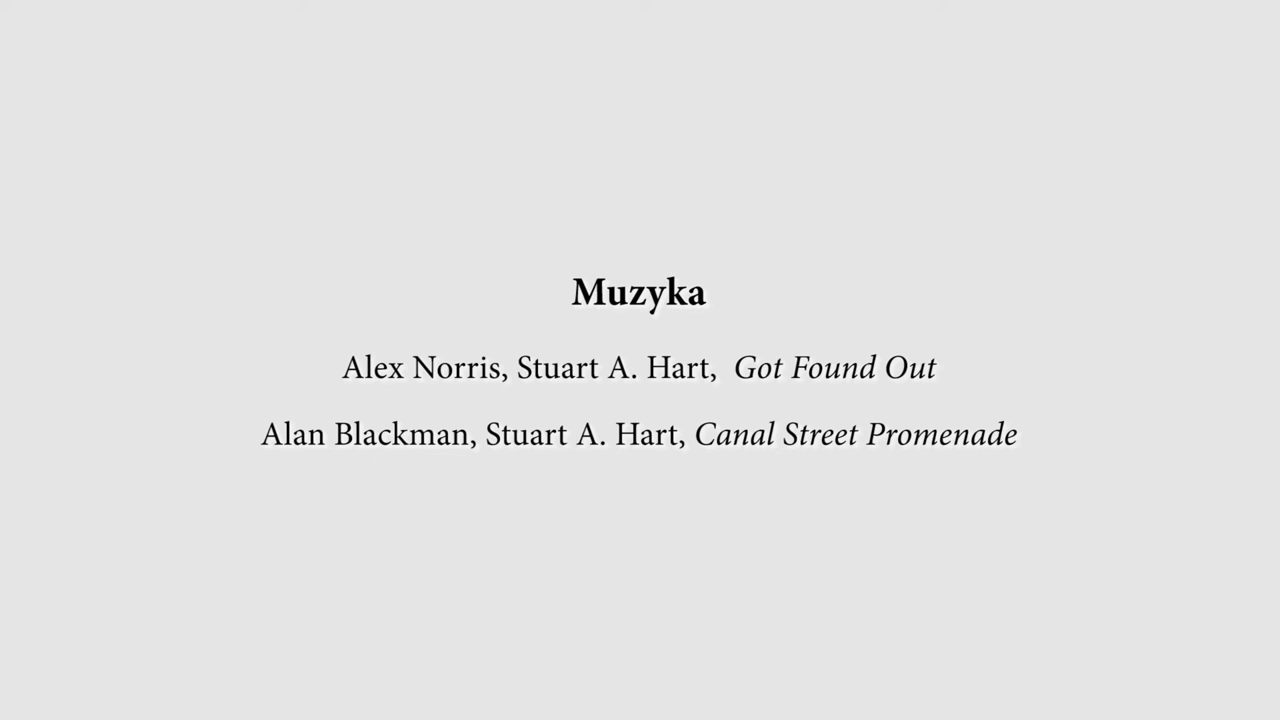 Muzyka
Alex Norris, Stuart A. Hart, Got Found Out
Alan Blackman, Stuart A. Hart, Canal Street Promenade